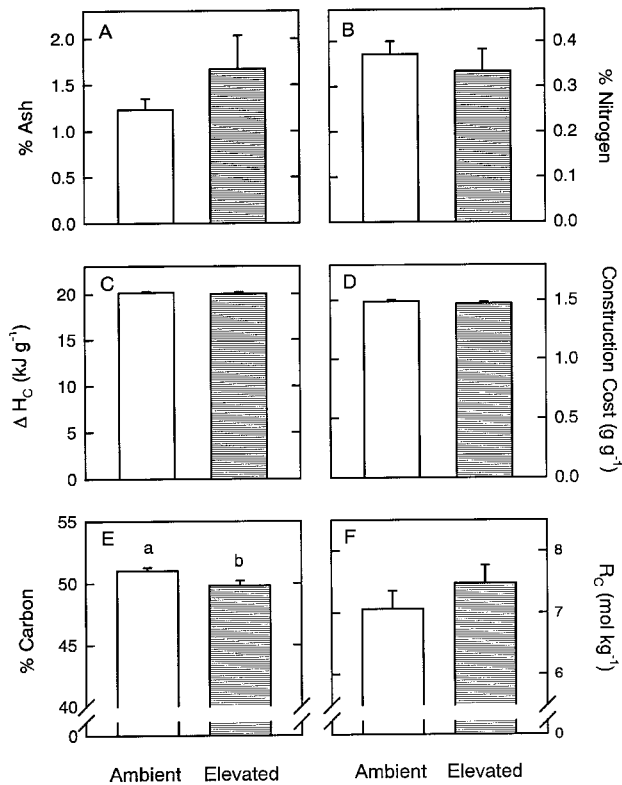 A
2.0
1.5
1.0
0.5
0.0
% Ash
B
0.4
0.3
0.2
0.1
0.0
% Nitrogen
C
20
15
10
5
0
Δ H_C (kJ g⁻¹)
D
1.5
1.0
0.5
0.0
Construction Cost (g g⁻¹)
E
a
b
55
50
45
40
0
% Carbon
F
8
7
6
0
R_C (mol kg⁻¹)
Ambient Elevated Ambient Elevated